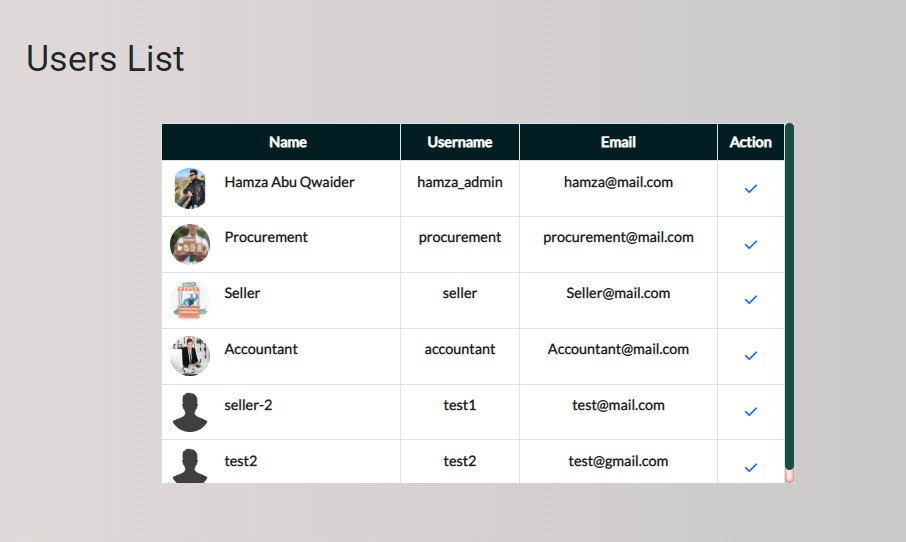 Users List
Name Username Email Action
Hamza Abu Qwaider hamza_admin hamza@mail.com
Procurement procurement procurement@mail.com
Seller seller Seller@mail.com
Accountant accountant Accountant@mail.com
seller-2 test1 test@mail.com
test2 test2 test@gmail.com